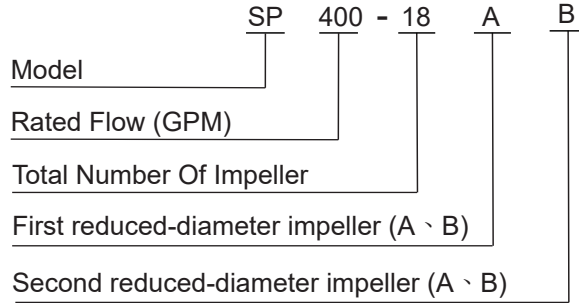 SP 400 - 18 A B
Model
Rated Flow (GPM)
Total Number Of Impeller
First reduced-diameter impeller (A、B)
Second reduced-diameter impeller (A、B)